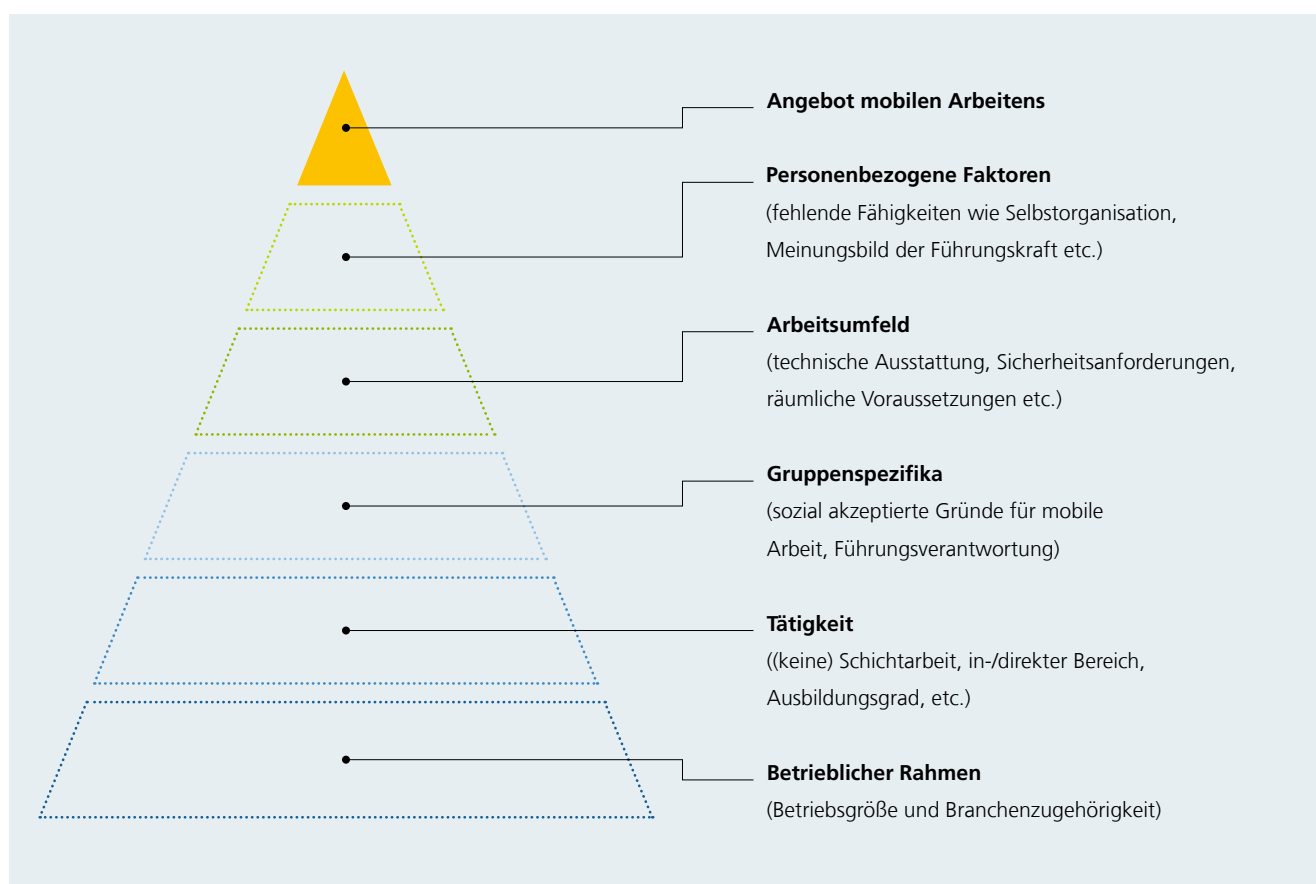 Angebot mobilen Arbeitens
Personenbezogene Faktoren
(fehlende Fähigkeiten wie Selbstorganisation,
Meinungsbild der Führungskraft etc.)
Arbeitsumfeld
(technische Ausstattung, Sicherheitsanforderungen,
räumliche Voraussetzungen etc.)
Gruppenspezifika
(sozial akzeptierte Gründe für mobile
Arbeit, Führungsverantwortung)
Tätigkeit
((keine) Schichtarbeit, in-/direkter Bereich,
Ausbildungsgrad, etc.)
Betrieblicher Rahmen
(Betriebsgröße und Branchenzugehörigkeit)